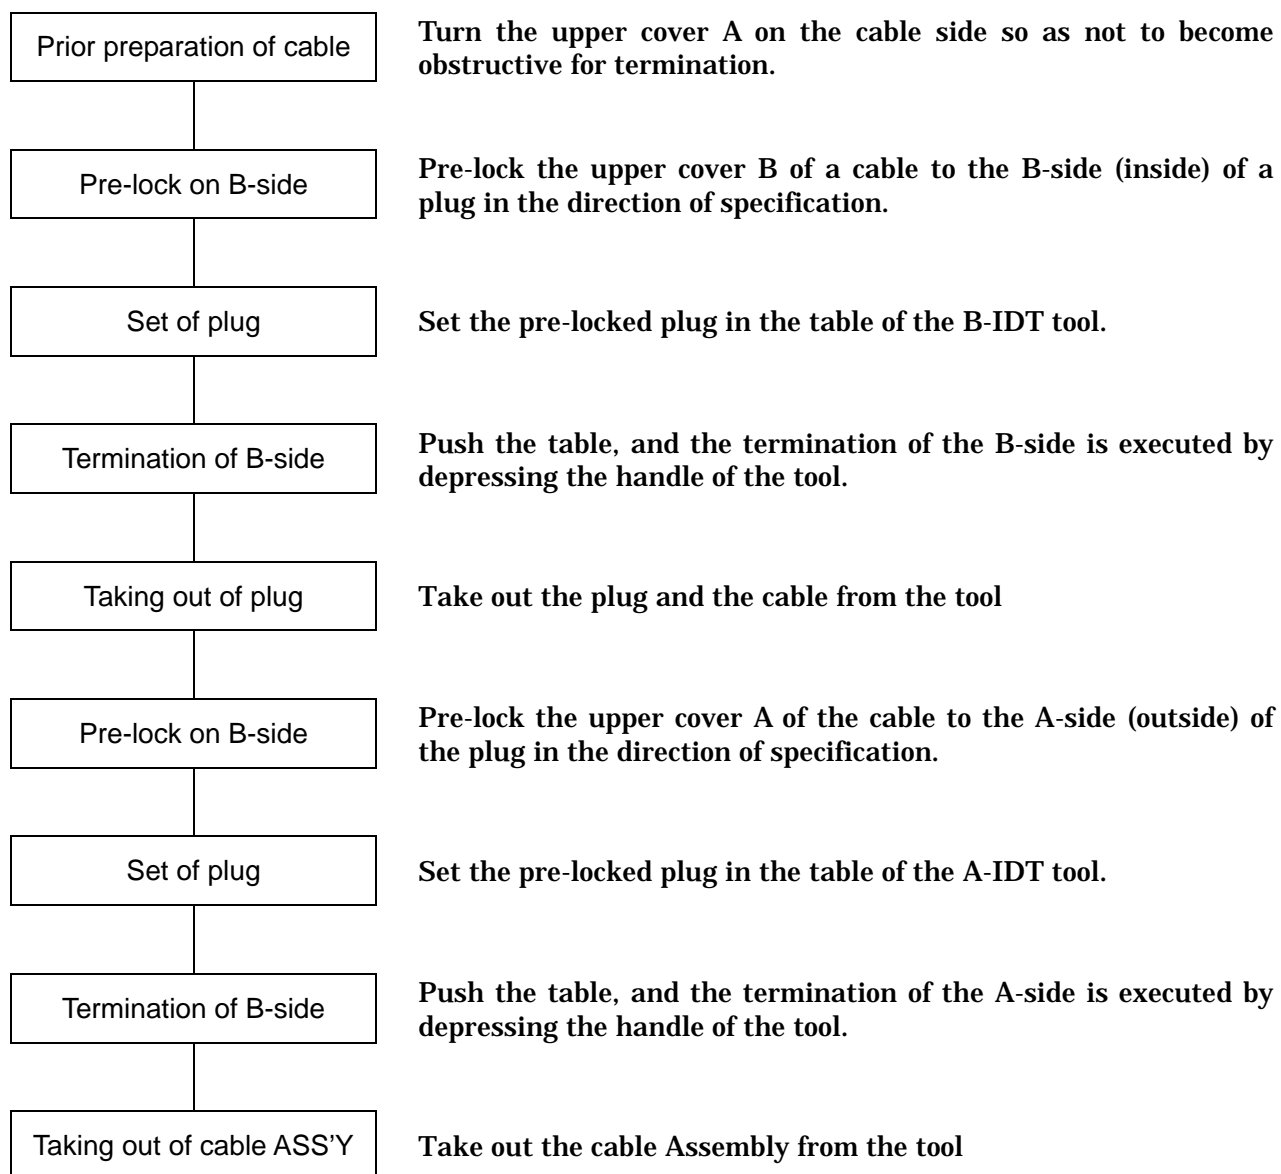 Prior preparation of cable
Turn the upper cover A on the cable side so as not to become
obstructive for termination.
Pre-lock on B-side
Pre-lock the upper cover B of a cable to the B-side (inside) of a
plug in the direction of specification.
Set of plug
Set the pre-locked plug in the table of the B-IDT tool.
Termination of B-side
Push the table, and the termination of the B-side is executed by
depressing the handle of the tool.
Taking out of plug
Take out the plug and the cable from the tool
Pre-lock on B-side
Pre-lock the upper cover A of the cable to the A-side (outside) of
the plug in the direction of specification.
Set of plug
Set the pre-locked plug in the table of the A-IDT tool.
Termination of B-side
Push the table, and the termination of the A-side is executed by
depressing the handle of the tool.
Taking out of cable ASS’Y
Take out the cable Assembly from the tool